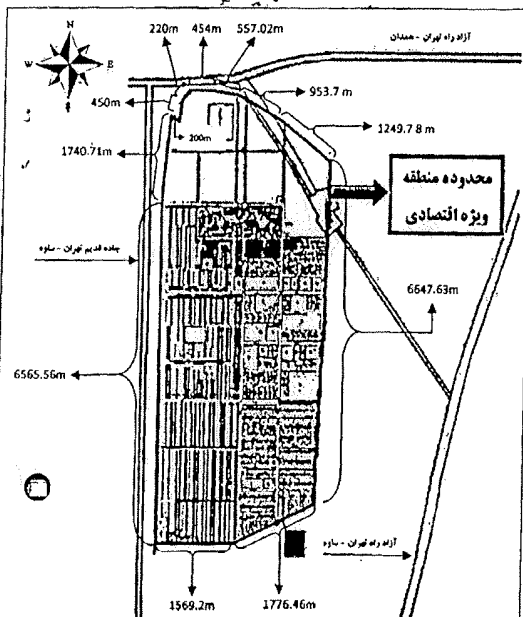 220m
454m
557.02m
آزاد راه تهران - همدان
N
W
E
S
450m
953.7 m
200m
1249.7 8 m
1740.71m
محدوده منطقه
ویژه اقتصادی
جاده قدیم تهران - ساوه
6647.63m
6565.56m
آزاد راه تهران - ساوه
1569.2m
1776.46m